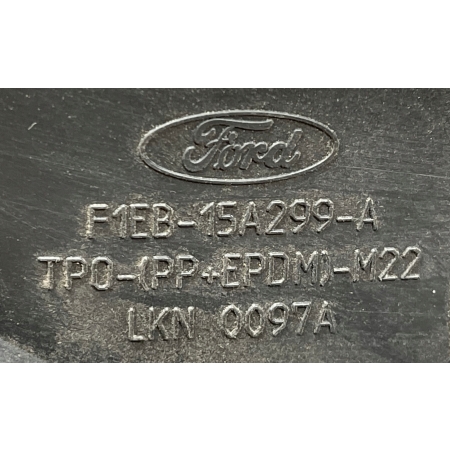 Ford
F1EB-15A299-A
TPO-(PP+EPDM)-M22
LKN 0097A